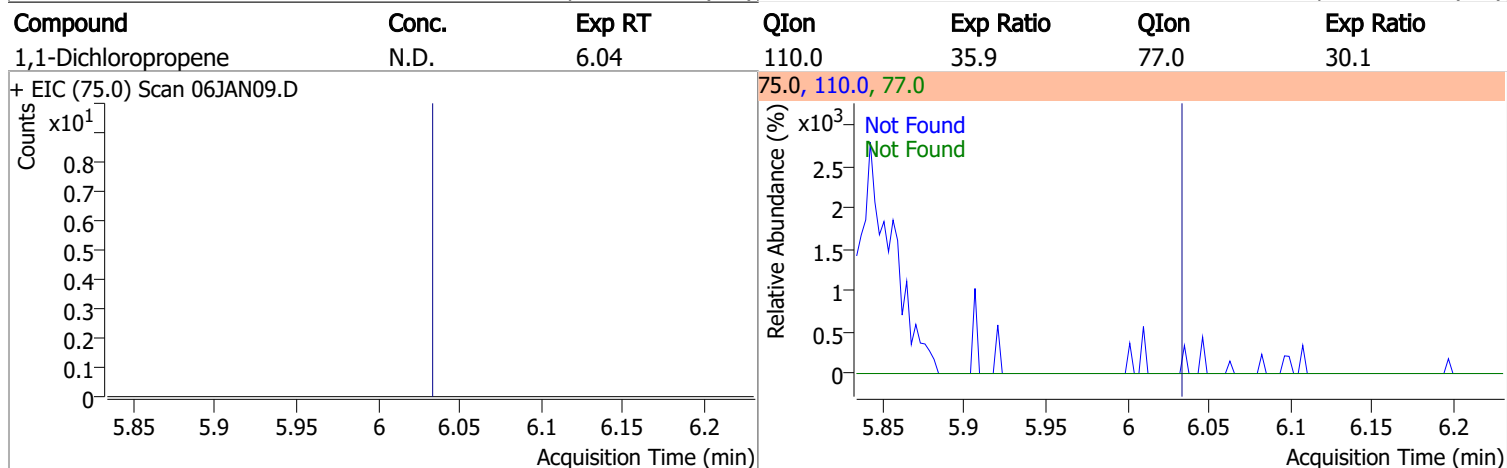 Compound Conc. Exp RT QIon Exp Ratio QIon Exp Ratio
1,1-Dichloropropene N.D. 6.04 110.0 35.9 77.0 30.1
+ EIC (75.0) Scan 06JAN09.D
Counts
x10¹
0.8
0.7
0.6
0.5
0.4
0.3
0.2
0.1
0
5.85 5.9 5.95 6 6.05 6.1 6.15 6.2
Acquisition Time (min)
75.0, 110.0, 77.0
Relative Abundance (%)
x10³
Not Found
Not Found
2.5
2
1.5
1
0.5
0
5.85 5.9 5.95 6 6.05 6.1 6.15 6.2
Acquisition Time (min)